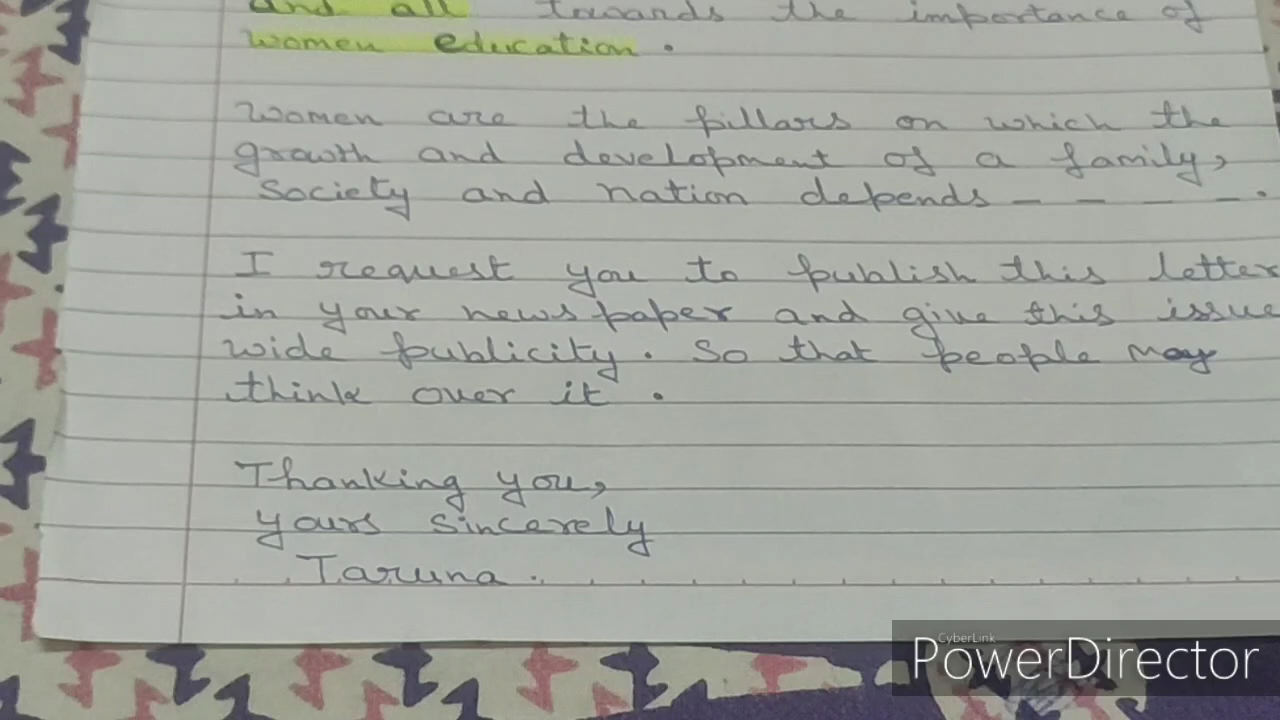 and all towards the importance of
women education.
Women are the pillars on which the
growth and development of a family,
Society and nation depends - - - - .
I request you to publish this letter
in your newspaper and give this issue
wide publicity. So that people may
think over it .
Thanking you,
yours sincerely
Taruna.
CyberLink
PowerDirector